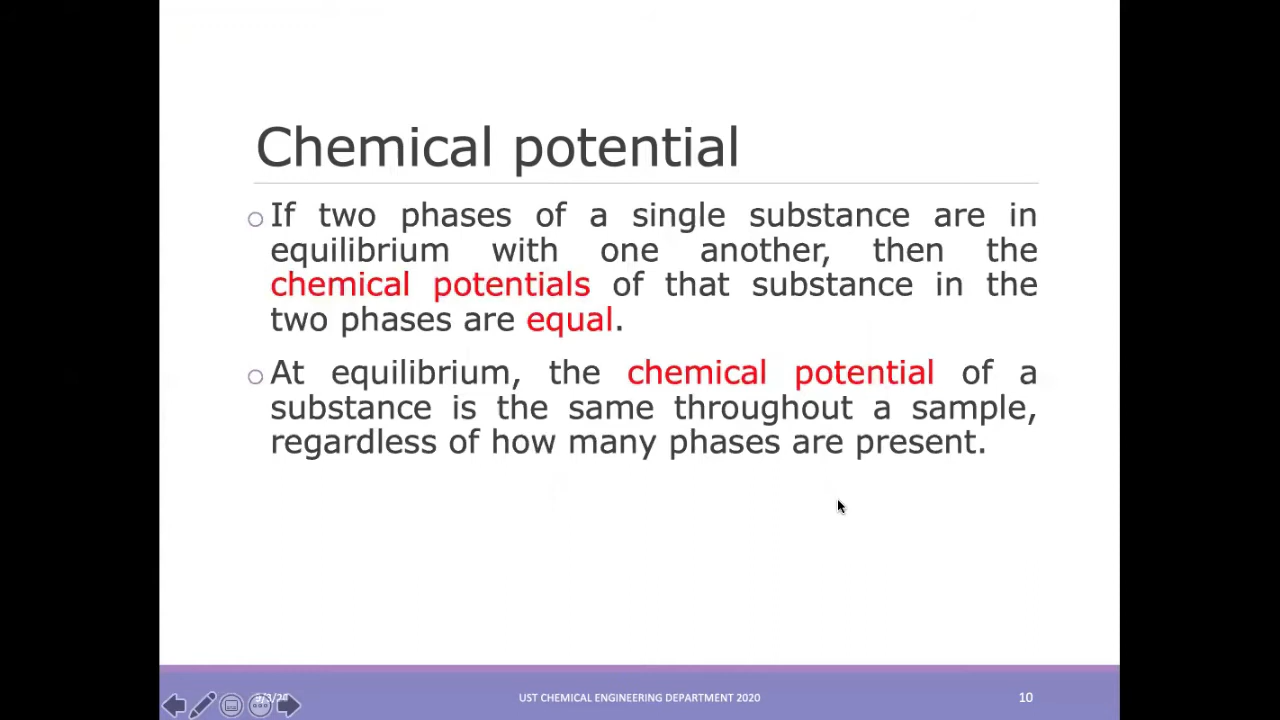 Chemical potential
If two phases of a single substance are in
equilibrium with one another, then the
chemical potentials of that substance in the
two phases are equal.
At equilibrium, the chemical potential of a
substance is the same throughout a sample,
regardless of how many phases are present.
UST CHEMICAL ENGINEERING DEPARTMENT 2020
10